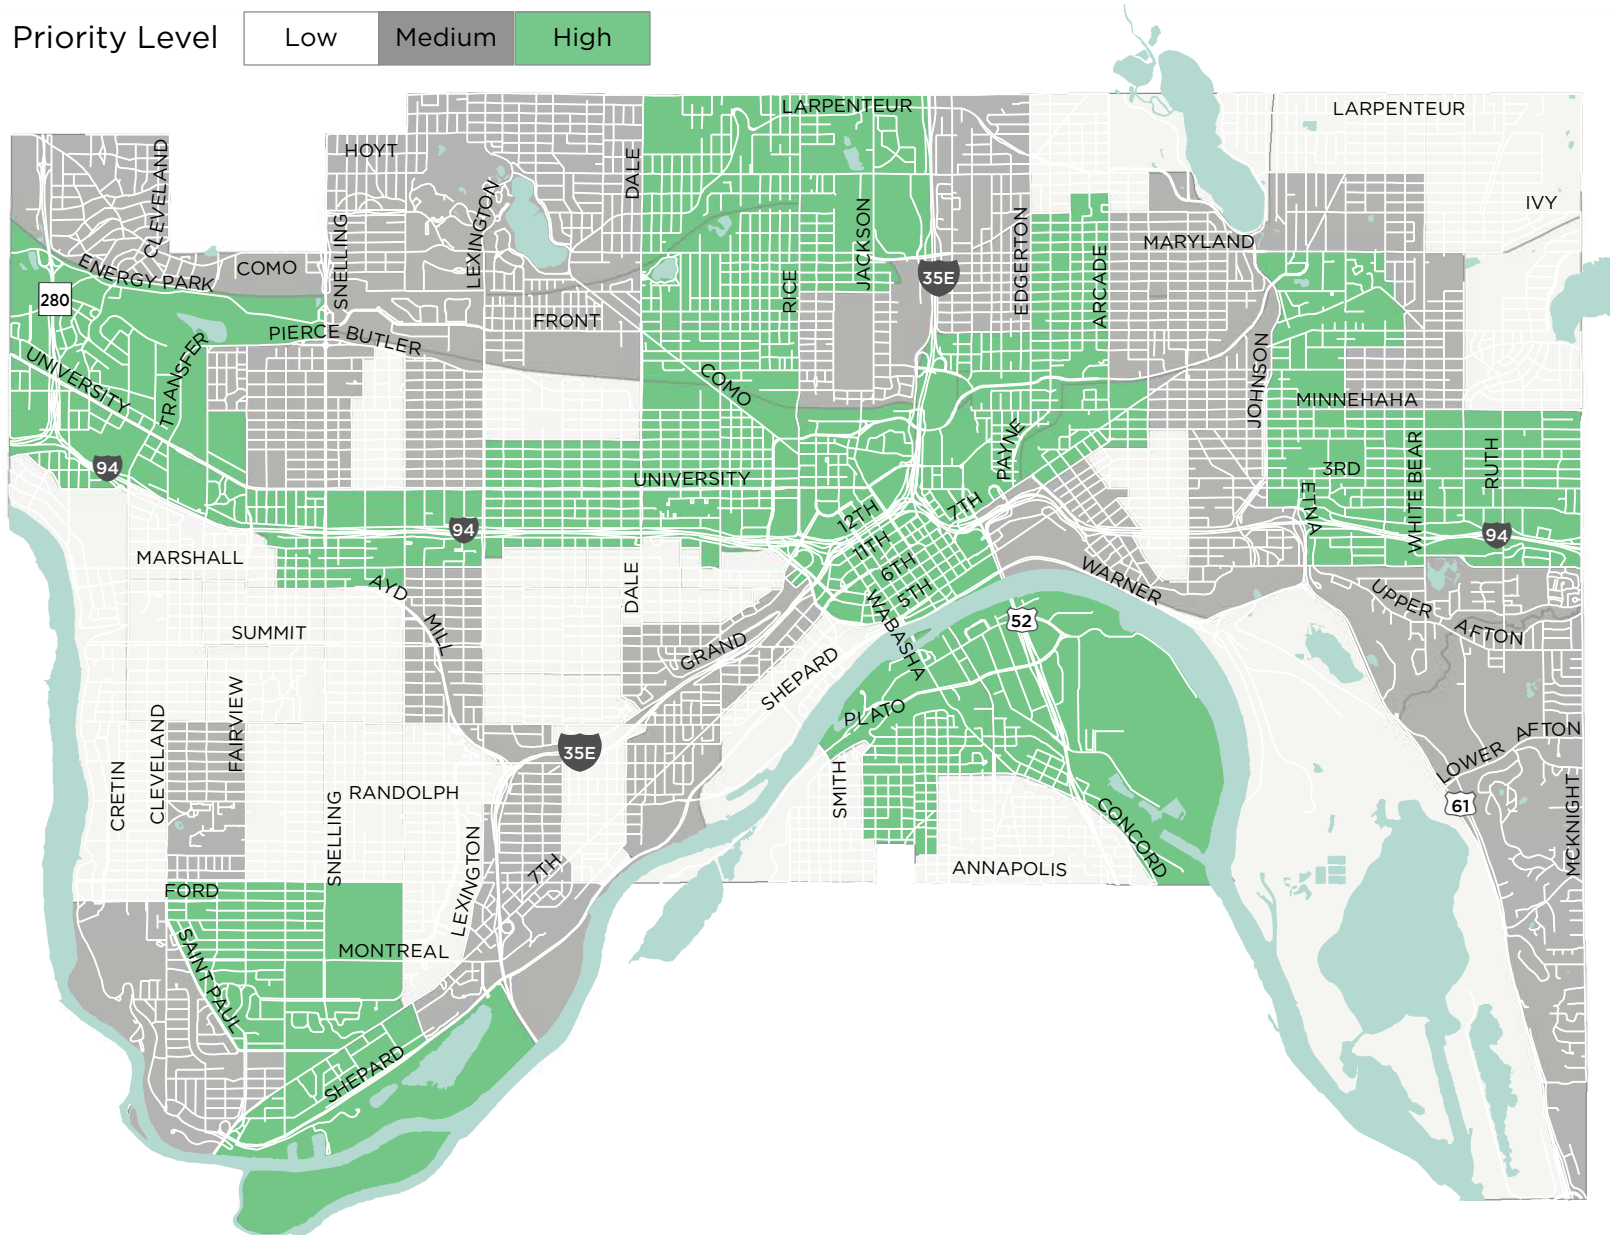 Priority Level
Low
Medium
High
LARPENTEUR
LARPENTEUR
CLEVELAND
HOYT
DALE
LEXINGTON
IVY
SNELLING
JACKSON
EDGERTON
ARCADE
MARYLAND
COMO
ENERGY PARK
280
35E
RICE
FRONT
PIERCE BUTLER
TRANSFER
UNIVERSITY
COMO
JOHNSON
MINNEHAHA
PAYNE
94
UNIVERSITY
3RD
WHITE BEAR
RUTH
ETNA
12TH
7TH
94
11TH
94
MARSHALL
6TH
5TH
AYD
MILL
DALE
WABASHA
WARNER
UPPER
AFTON
52
SUMMIT
GRAND
SHEPARD
FAIRVIEW
CLEVELAND
PLATO
AFTON
LOWER
35E
CRETIN
RANDOLPH
SMITH
SNELLING
61
CONCORD
MCKNIGHT
LEXINGTON
7TH
ANNAPOLIS
FORD
MONTREAL
SAINT PAUL
SHEPARD